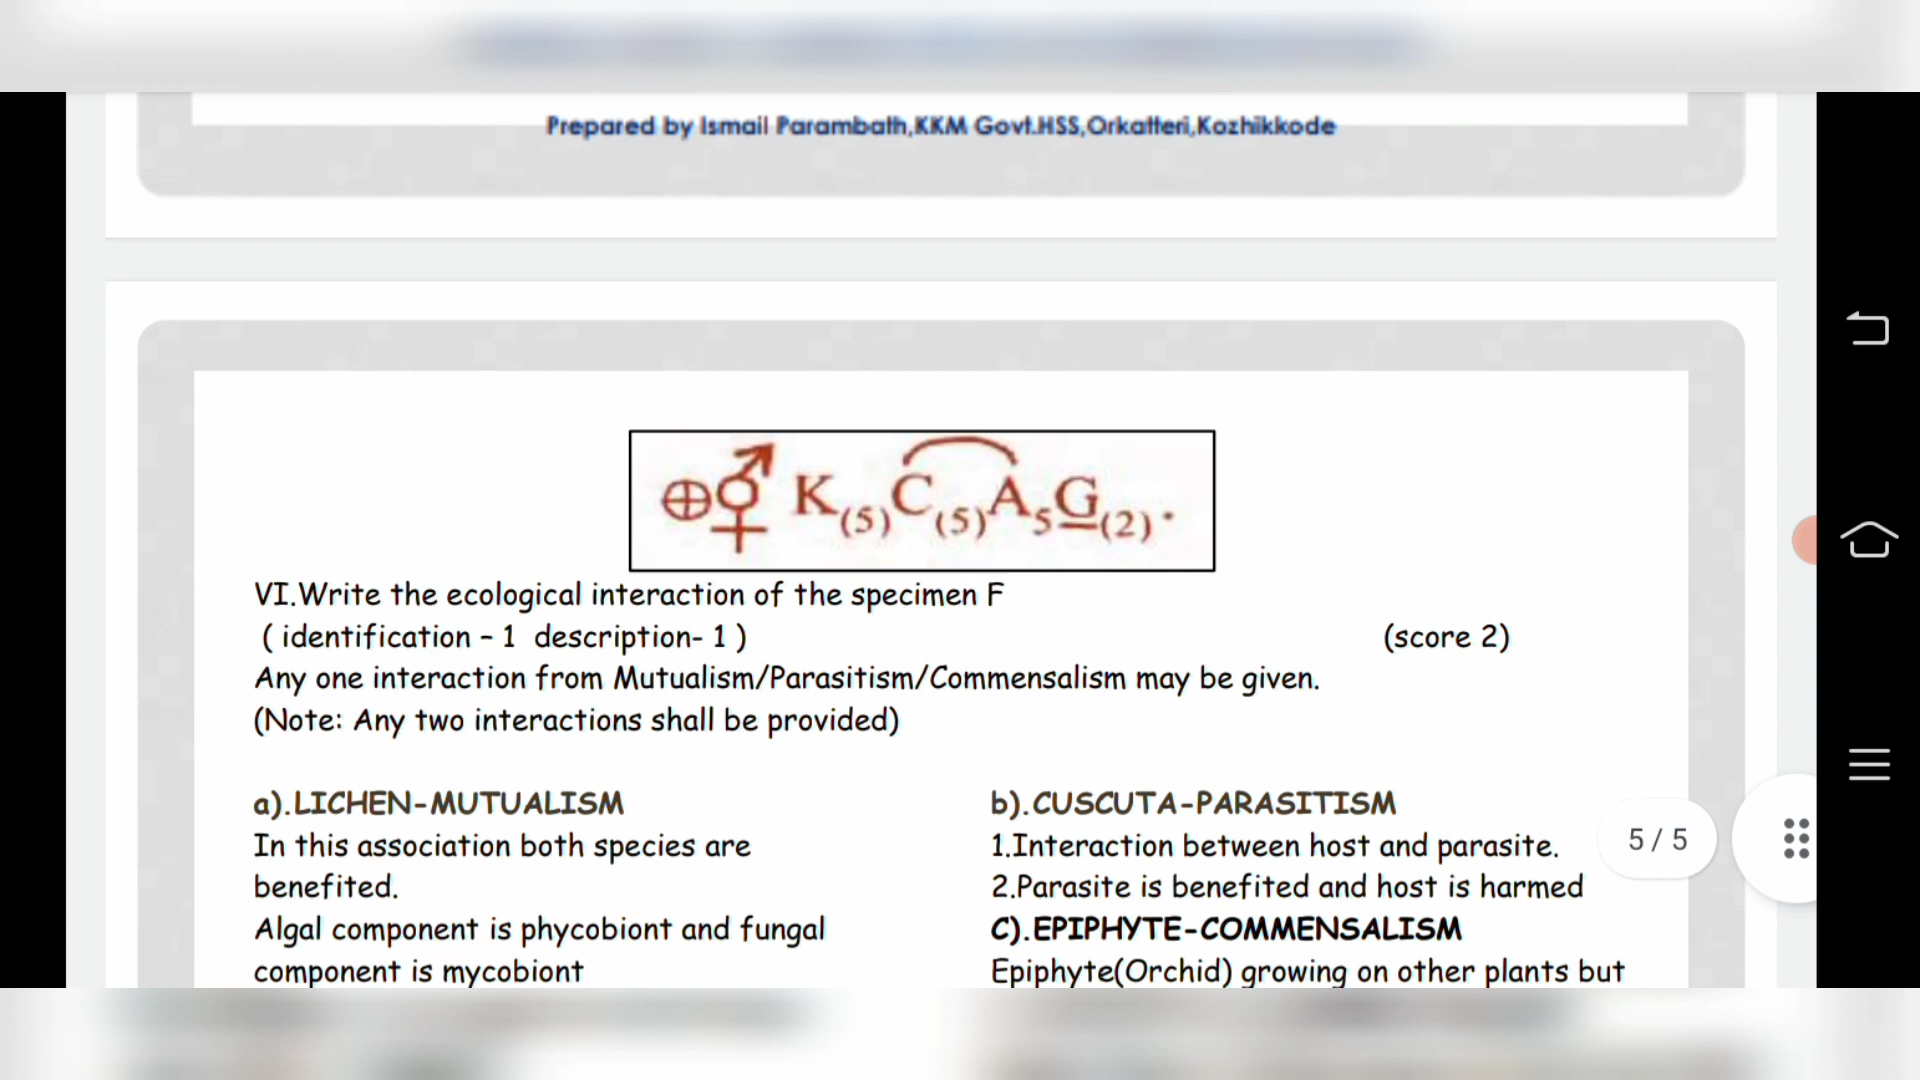 Prepared by Ismail Parambath,KKM Govt.HSS,Orkatteri,Kozhikkode
⊕⚥ K(5)C(5)A5G(2).
VI.Write the ecological interaction of the specimen F
( identification – 1 description- 1 ) (score 2)
Any one interaction from Mutualism/Parasitism/Commensalism may be given.
(Note: Any two interactions shall be provided)
a).LICHEN-MUTUALISM
In this association both species are
benefited.
Algal component is phycobiont and fungal
component is mycobiont
b).CUSCUTA-PARASITISM
1.Interaction between host and parasite.
2.Parasite is benefited and host is harmed
C).EPIPHYTE-COMMENSALISM
Epiphyte(Orchid) growing on other plants but
5 / 5